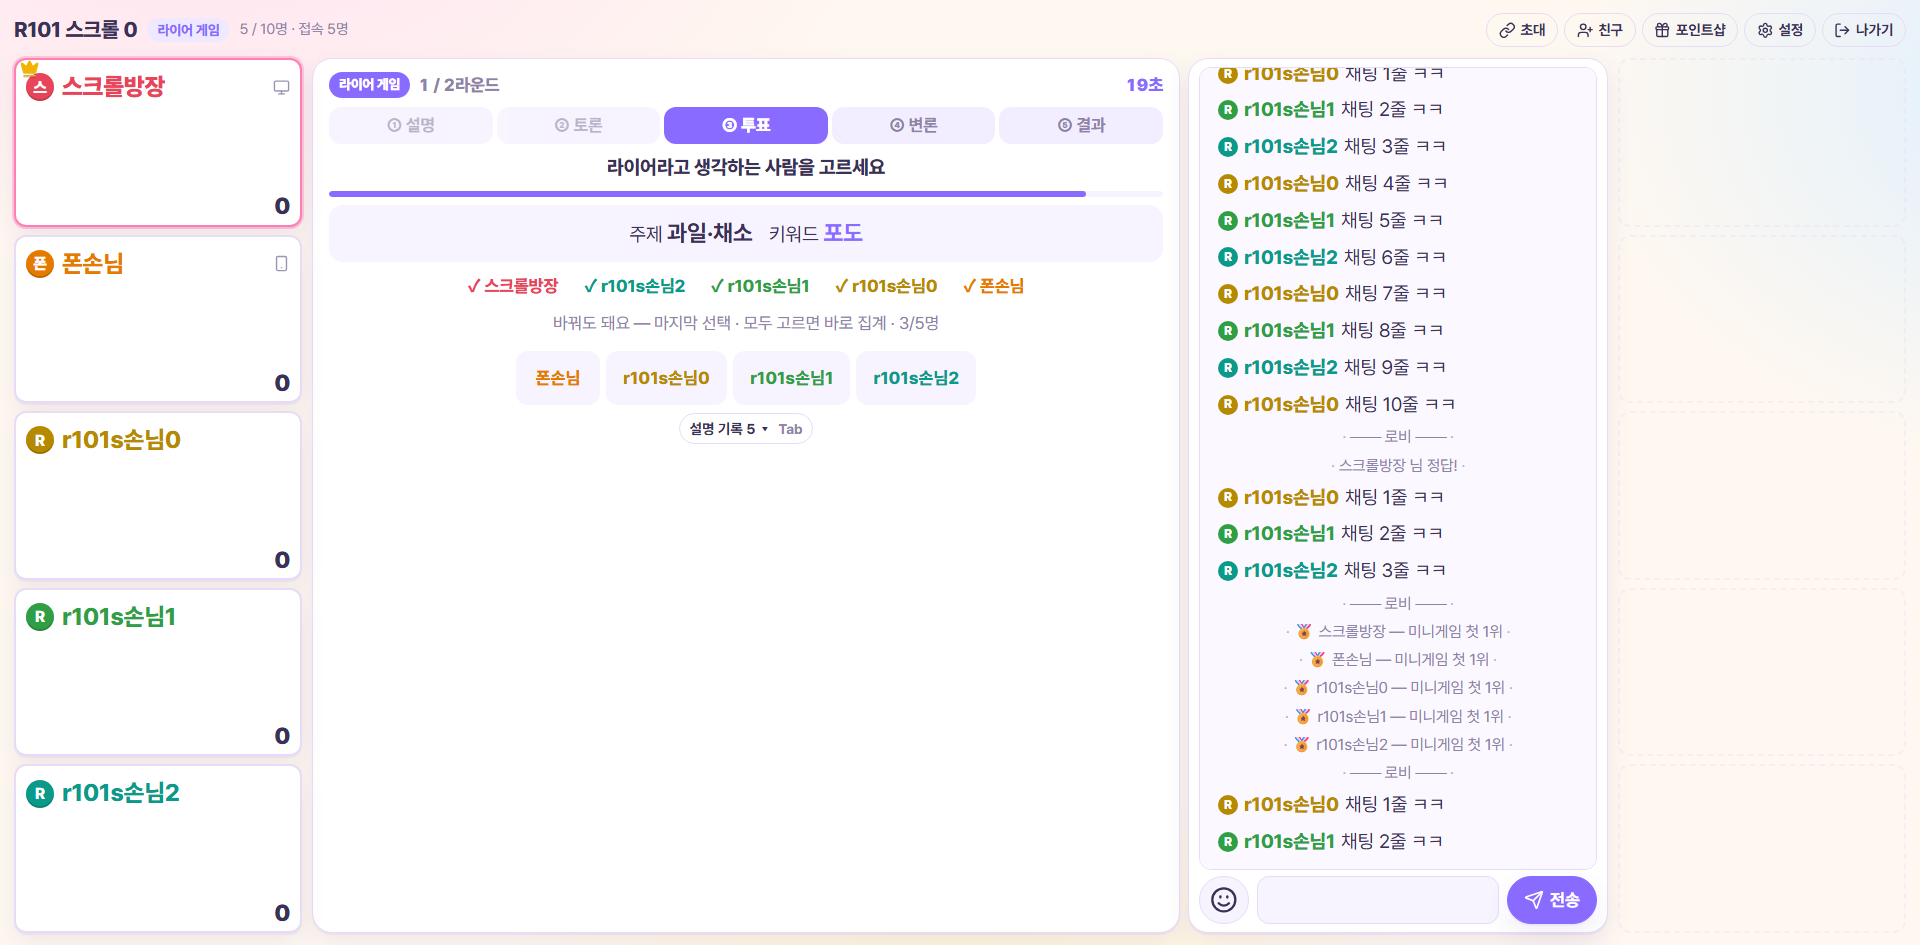 R101 스크롤 0 라이어 게임 5 / 10명 · 접속 5명
초대 친구 포인트샵 설정 나가기
스 스크롤방장
0
폰 폰손님
0
R r101s손님0
0
R r101s손님1
0
R r101s손님2
0
라이어 게임 1 / 2라운드 19초
① 설명 ② 토론 ③ 투표 ④ 변론 ⑤ 결과
라이어라고 생각하는 사람을 고르세요
주제 과일·채소 키워드 포도
✓ 스크롤방장 ✓ r101s손님2 ✓ r101s손님1 ✓ r101s손님0 ✓ 폰손님
바꿔도 돼요 — 마지막 선택 · 모두 고르면 바로 집계 · 3/5명
폰손님 r101s손님0 r101s손님1 r101s손님2
설명 기록 5 ▾ Tab
R r101s손님0 채팅 1줄 ㅋㅋ
R r101s손님1 채팅 2줄 ㅋㅋ
R r101s손님2 채팅 3줄 ㅋㅋ
R r101s손님0 채팅 4줄 ㅋㅋ
R r101s손님1 채팅 5줄 ㅋㅋ
R r101s손님2 채팅 6줄 ㅋㅋ
R r101s손님0 채팅 7줄 ㅋㅋ
R r101s손님1 채팅 8줄 ㅋㅋ
R r101s손님2 채팅 9줄 ㅋㅋ
R r101s손님0 채팅 10줄 ㅋㅋ
· —— 로비 —— ·
· 스크롤방장 님 정답! ·
R r101s손님0 채팅 1줄 ㅋㅋ
R r101s손님1 채팅 2줄 ㅋㅋ
R r101s손님2 채팅 3줄 ㅋㅋ
· —— 로비 —— ·
· 🏅 스크롤방장 — 미니게임 첫 1위 ·
· 🏅 폰손님 — 미니게임 첫 1위 ·
· 🏅 r101s손님0 — 미니게임 첫 1위 ·
· 🏅 r101s손님1 — 미니게임 첫 1위 ·
· 🏅 r101s손님2 — 미니게임 첫 1위 ·
· —— 로비 —— ·
R r101s손님0 채팅 1줄 ㅋㅋ
R r101s손님1 채팅 2줄 ㅋㅋ
전송